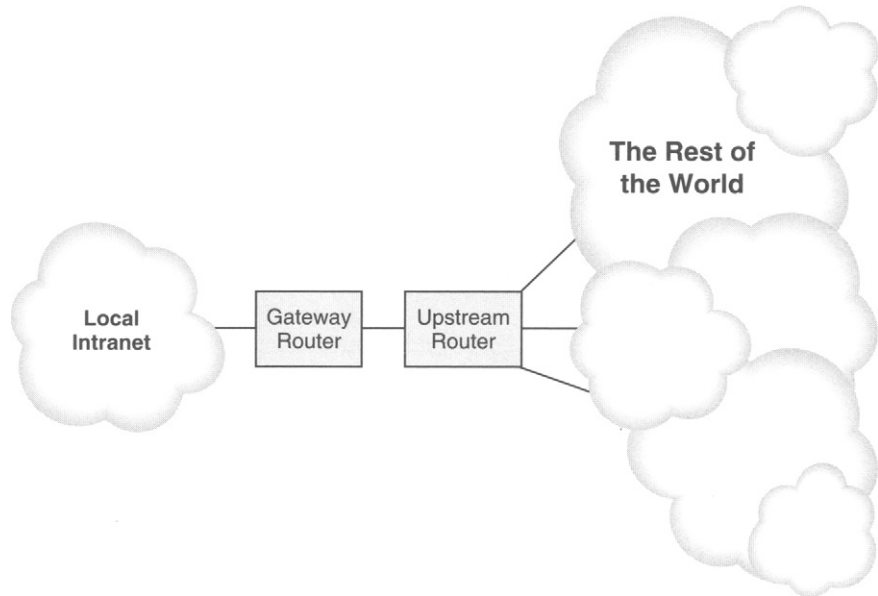 The Rest of
the World
Local
Intranet
Gateway
Router
Upstream
Router